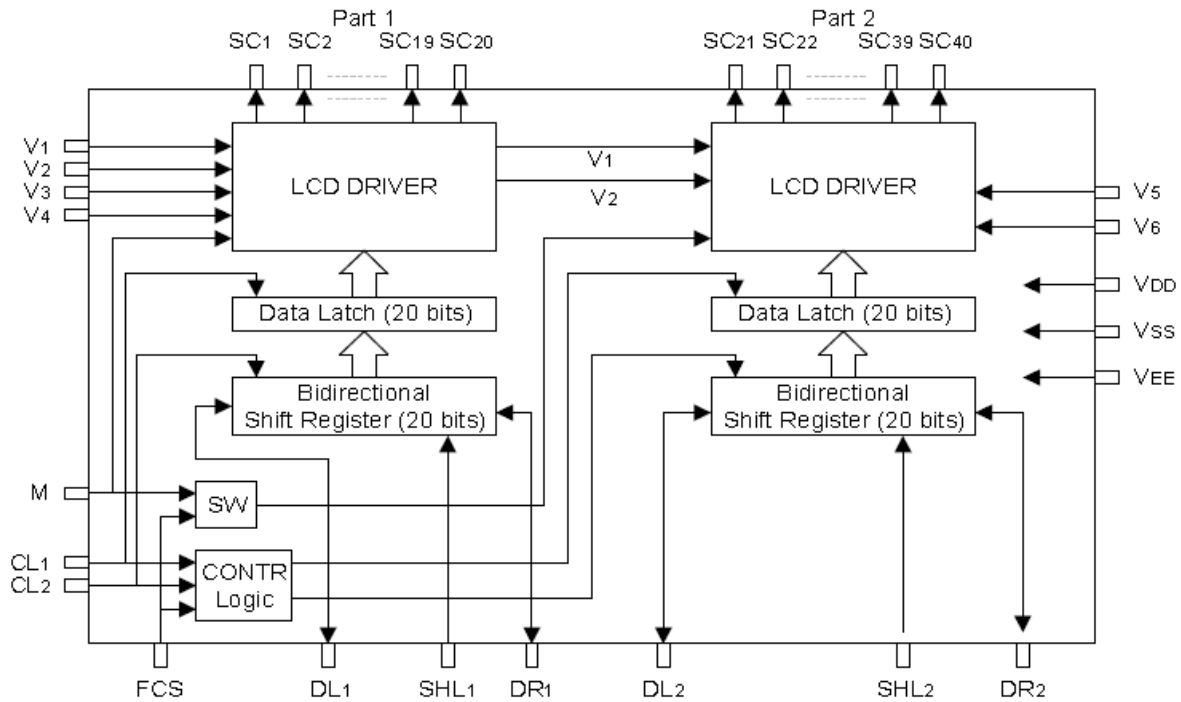 Part 1
Part 2
SC1 SC2 SC19 SC20
SC21 SC22 SC39 SC40
V1
V2
V3
V4
LCD DRIVER
V1
V2
LCD DRIVER
V5
V6
VDD
VSS
VEE
Data Latch (20 bits)
Data Latch (20 bits)
Bidirectional
Shift Register (20 bits)
Bidirectional
Shift Register (20 bits)
M
SW
CL1
CL2
CONTR
Logic
FCS
DL1
SHL1
DR1
DL2
SHL2
DR2